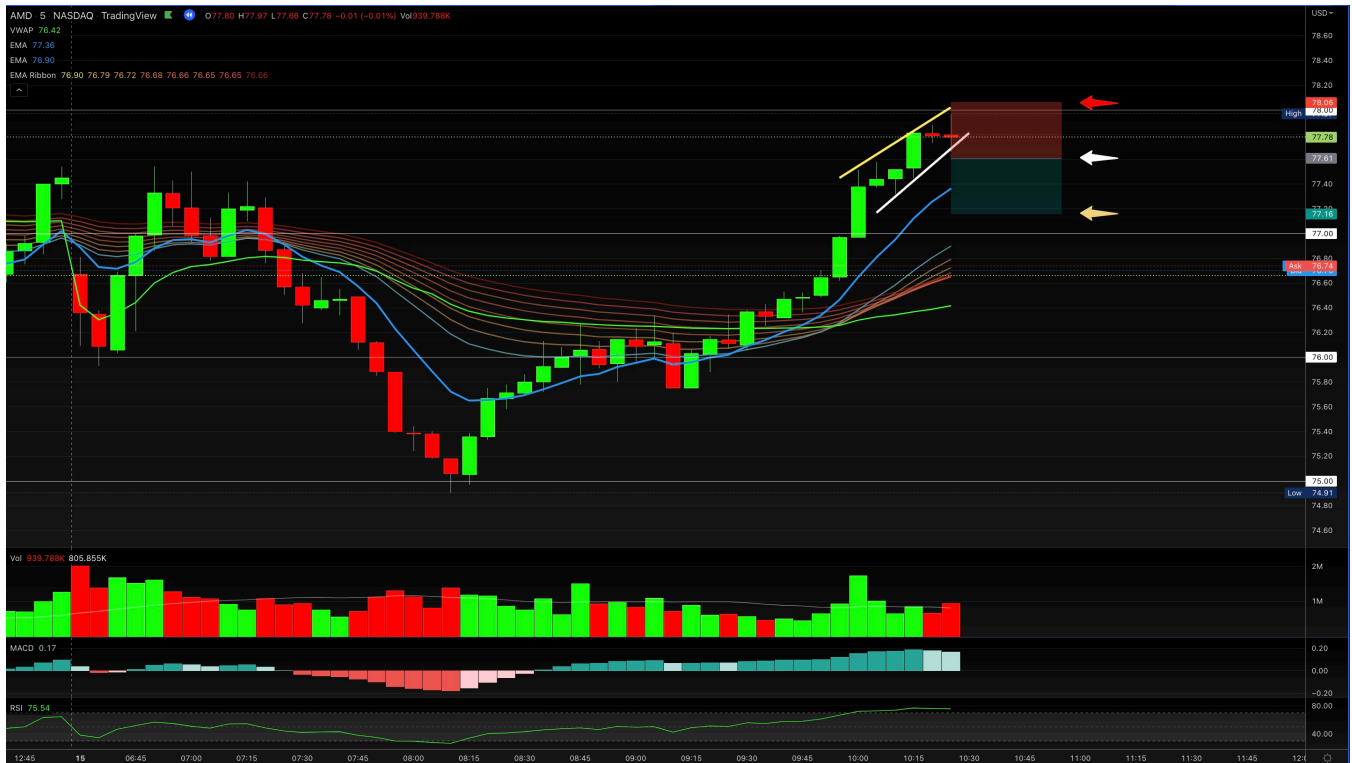 AMD 5 NASDAQ TradingView O77.80 H77.97 L77.66 C77.78 −0.01 (−0.01%) Vol939.788K
USD
VWAP 76.42
EMA 77.36
EMA 76.90
EMA Ribbon 76.90 76.79 76.72 76.68 76.66 76.65 76.65 76.66
78.60
78.40
78.20
78.06
78.00
High
77.78
77.61
77.40
77.16
77.00
76.80
Ask 76.74
76.60
76.40
76.20
76.00
75.80
75.60
75.40
75.20
75.00
Low 74.91
74.80
74.60
Vol 939.788K 805.855K
2M
1M
MACD 0.17
0.20
0.00
−0.20
RSI 75.54
80.00
40.00
12:45 15 06:45 07:00 07:15 07:30 07:45 08:00 08:15 08:30 08:45 09:00 09:15 09:30 09:45 10:00 10:15 10:30 10:45 11:00 11:15 11:30 11:45